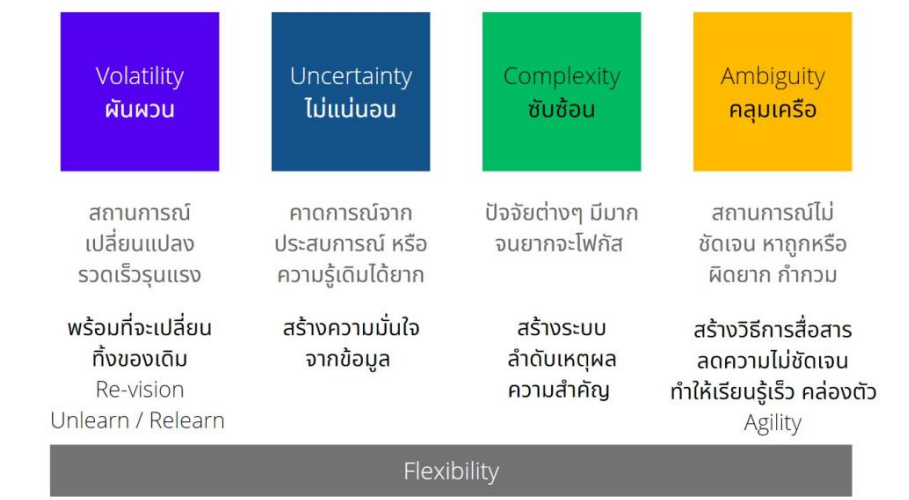 Volatility
ผันผวน
สถานการณ์
เปลี่ยนแปลง
รวดเร็วรุนแรง
พร้อมที่จะเปลี่ยน
ทิ้งของเดิม
Re-vision
Unlearn / Relearn
Uncertainty
ไม่แน่นอน
คาดการณ์จาก
ประสบการณ์ หรือ
ความรู้เดิมได้ยาก
สร้างความมั่นใจ
จากข้อมูล
Complexity
ซับซ้อน
ปัจจัยต่างๆ มีมาก
จนยากจะโฟกัส
สร้างระบบ
ลำดับเหตุผล
ความสำคัญ
Ambiguity
คลุมเครือ
สถานการณ์ไม่
ชัดเจน หาถูกหรือ
ผิดยาก กำกวม
สร้างวิธีการสื่อสาร
ลดความไม่ชัดเจน
ทำให้เรียนรู้เร็ว คล่องตัว
Agility
Flexibility